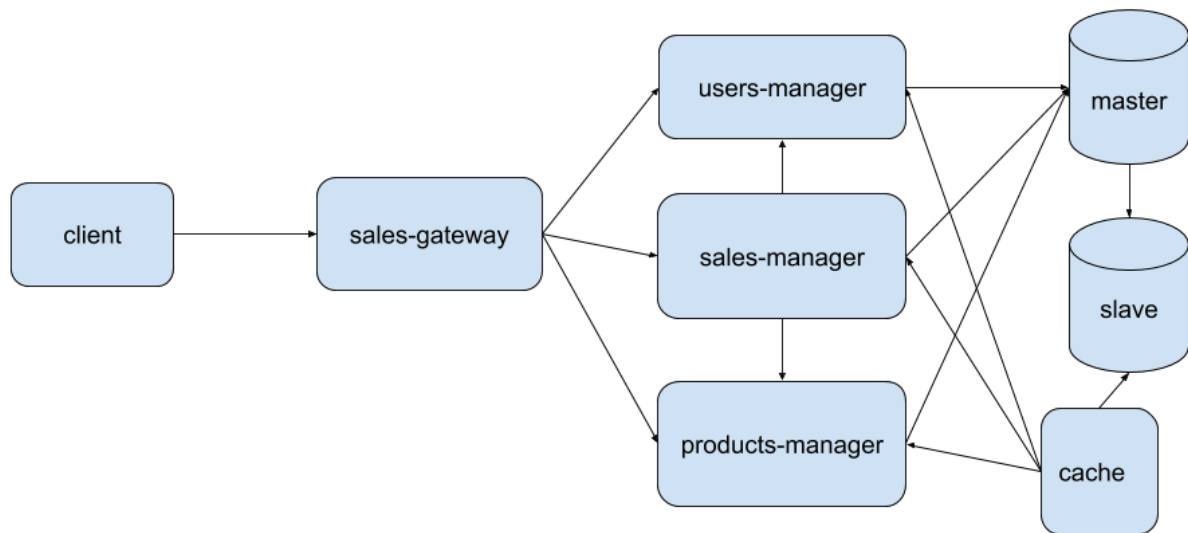 client
sales-gateway
users-manager
sales-manager
products-manager
master
slave
cache